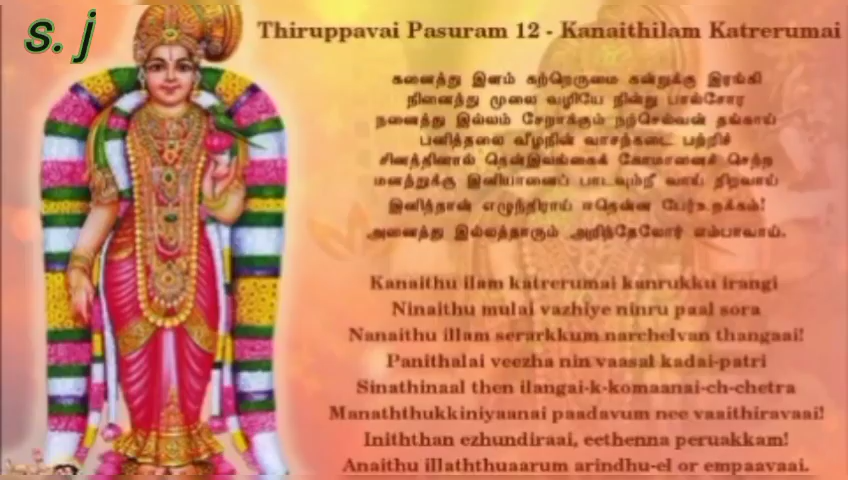 s. j
Thiruppavai Pasuram 12 - Kanaithilam Katrerumai
கனைத்து இளம் கற்றெருமை கன்றுக்கு இரங்கி
நினைத்து முலை வழியே நின்று பால்சோர
நனைத்து இல்லம் சேறாக்கும் நற்செல்வன் தங்காய்
பனித்தலை வீழநின் வாசற்கடை பற்றிச்
சினத்தினால் தென்இலங்கைக் கோமானைச் செற்ற
மனத்துக்கு இனியானைப் பாடவும்நீ வாய் திறவாய்
இனித்தான் எழுந்திராய் ஈதென்ன பேர்உறக்கம்!
அனைத்து இல்லத்தாரும் அறிந்தேலோர் எம்பாவாய்.
Kanaithu ilam katrerumai kanrukku irangi
Ninaithu mulai vazhiye ninru paal sora
Nanaithu illam serarkkum narchelvan thangaai!
Panithalai veezha nin vaasal kadai-patri
Sinathinaal then ilangai-k-komaanai-ch-chetra
Manaththukkiniyaanai paadavum nee vaaithiravaai!
Iniththan ezhundiraai, eethenna peruakkam!
Anaithu illaththuaarum arindhu-el or empaavaai.